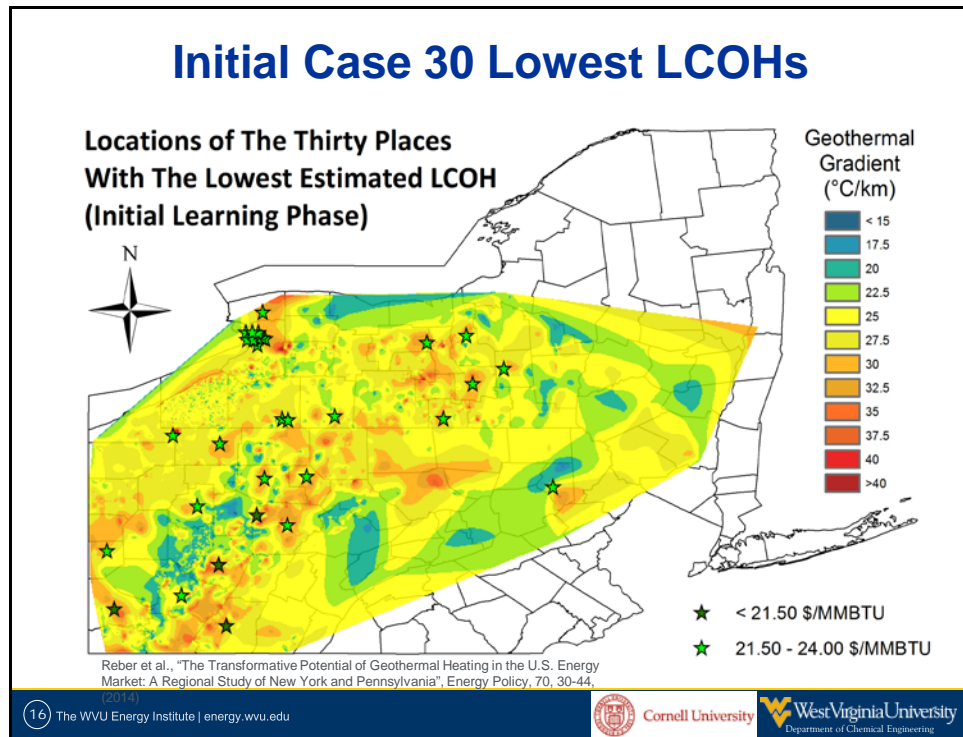 Initial Case 30 Lowest LCOHs
Locations of The Thirty Places
With The Lowest Estimated LCOH
(Initial Learning Phase)
N
Geothermal
Gradient
(°C/km)
< 15
17.5
20
22.5
25
27.5
30
32.5
35
37.5
40
>40
< 21.50 $/MMBTU
21.50 - 24.00 $/MMBTU
Reber et al., "The Transformative Potential of Geothermal Heating in the U.S. Energy
Market: A Regional Study of New York and Pennsylvania", Energy Policy, 70, 30-44,
(2014)
16 The WVU Energy Institute | energy.wvu.edu
Cornell University
WestVirginiaUniversity
Department of Chemical Engineering